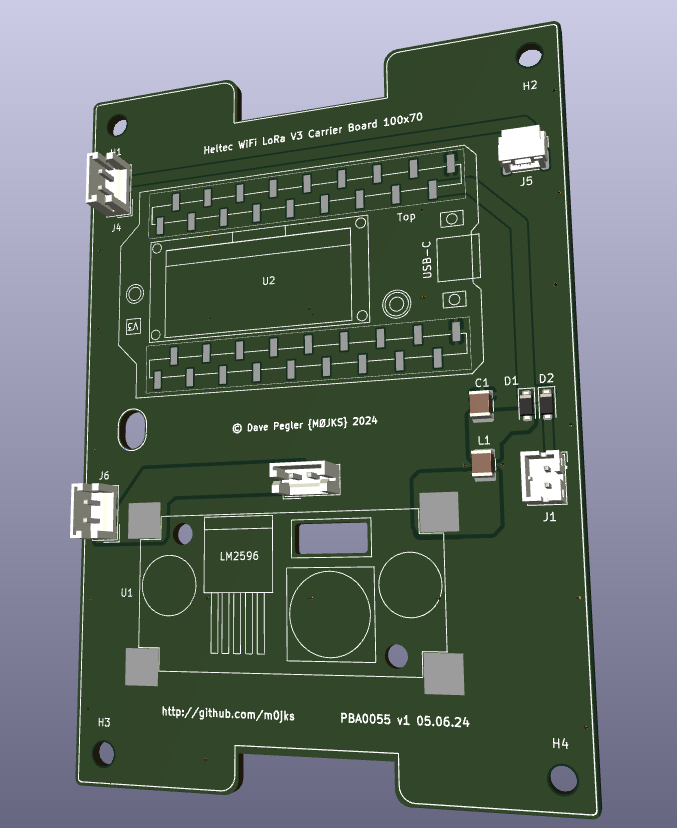 H2
Heltec WiFi LoRa V3 Carrier Board 100x70
H1
J5
J4
Top
USB-C
U2
V3
C1
D1
D2
© Dave Pegler {MØJKS} 2024
L1
J6
J1
LM2596
U1
http://github.com/m0jks
PBA0055 v1 05.06.24
H3
H4